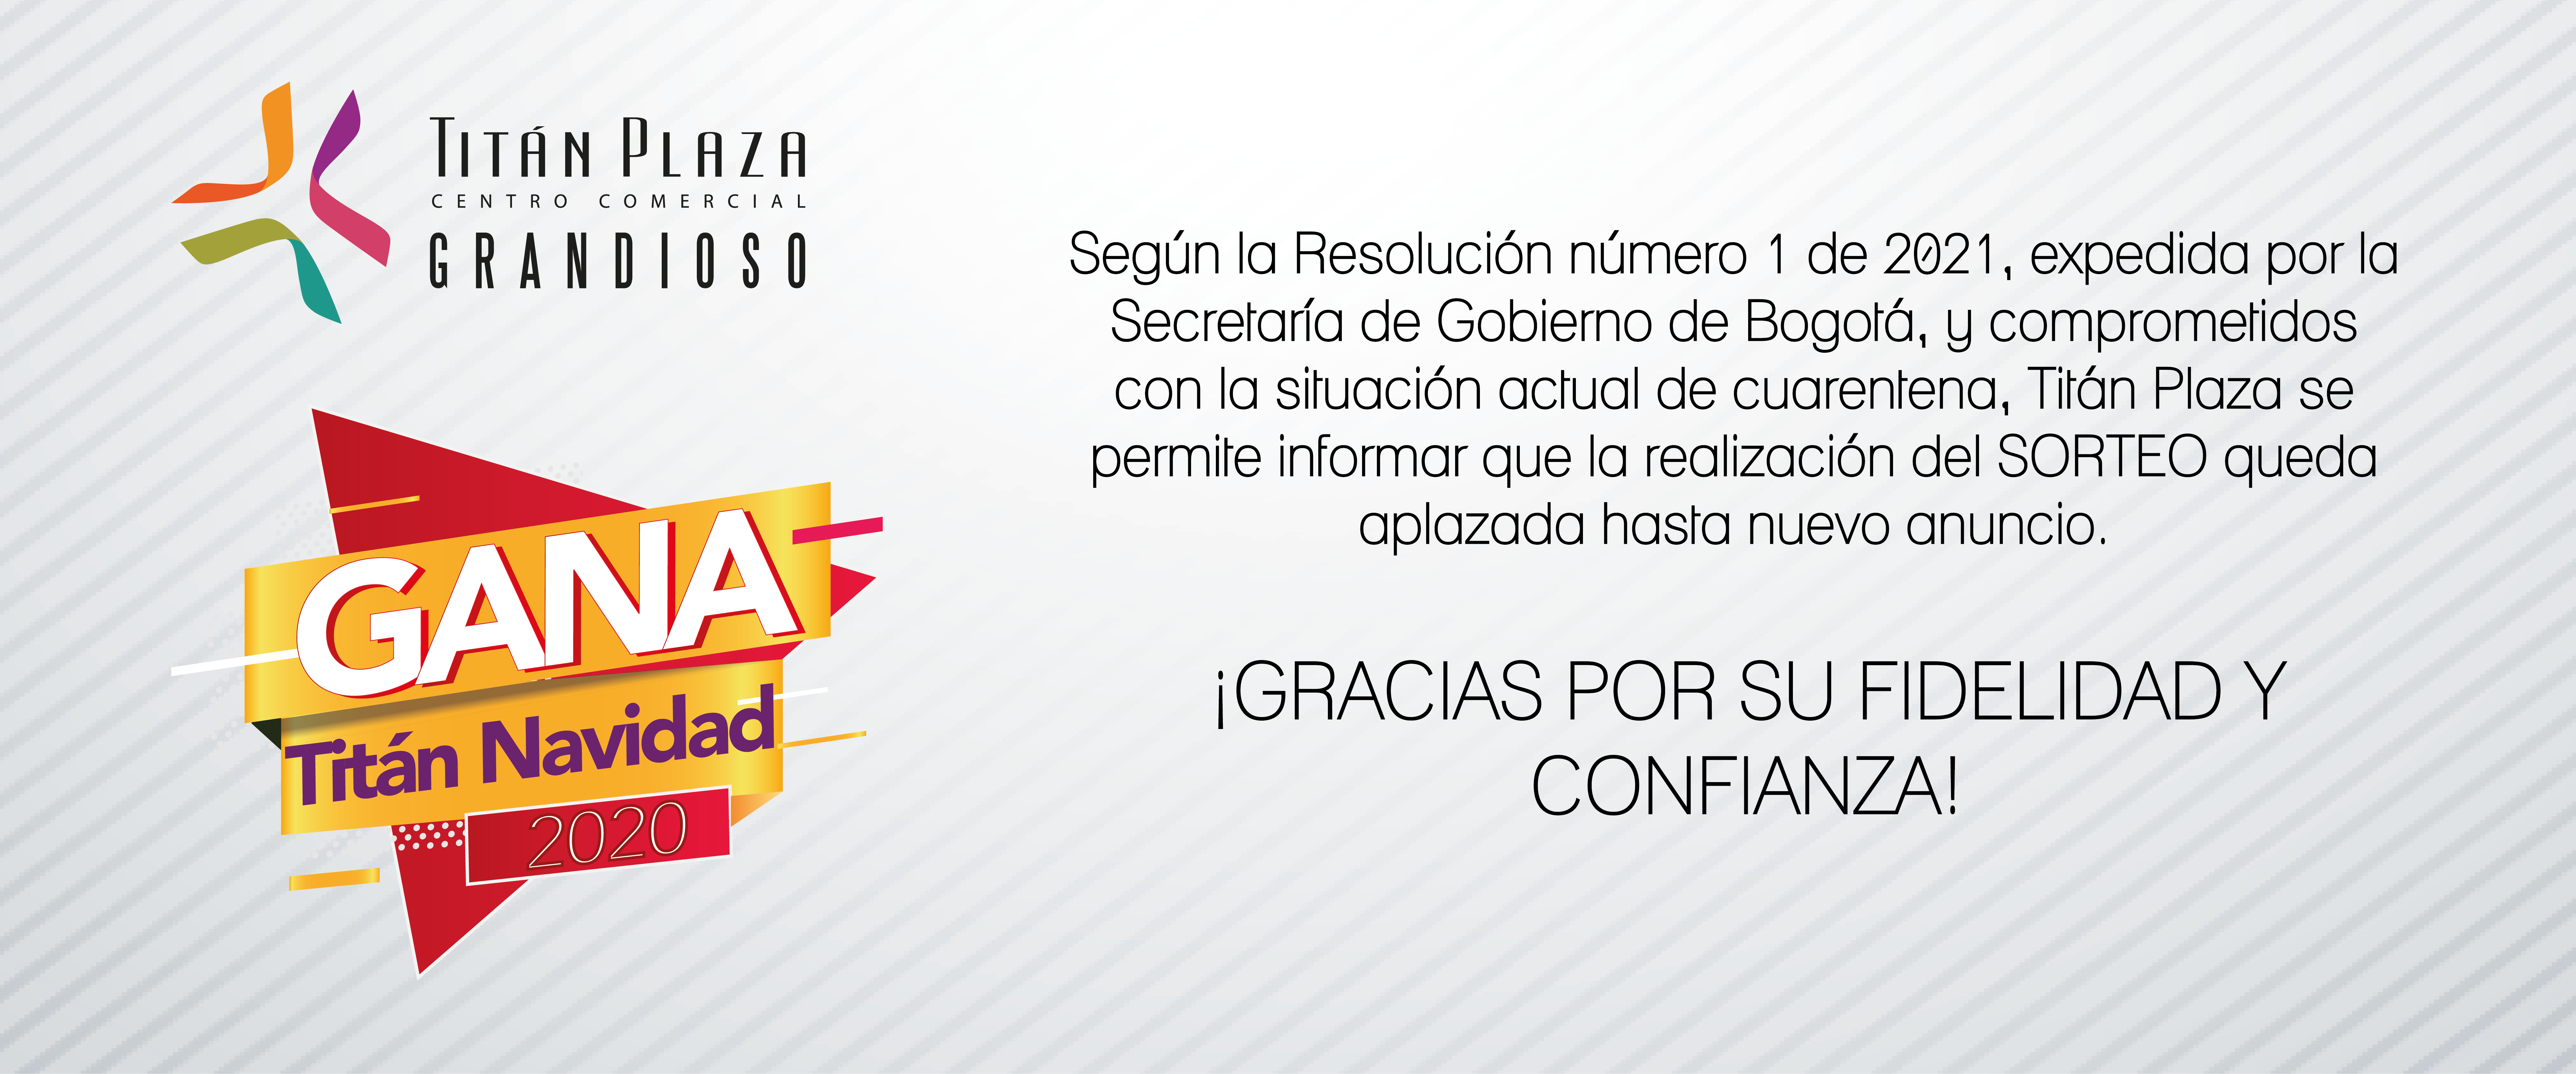 TITÁN PLAZA
CENTRO COMERCIAL
GRANDIOSO
GANA
Titán Navidad
2020
Según la Resolución número 1 de 2021, expedida por la
Secretaría de Gobierno de Bogotá, y comprometidos
con la situación actual de cuarentena, Titán Plaza se
permite informar que la realización del SORTEO queda
aplazada hasta nuevo anuncio.
¡GRACIAS POR SU FIDELIDAD Y
CONFIANZA!